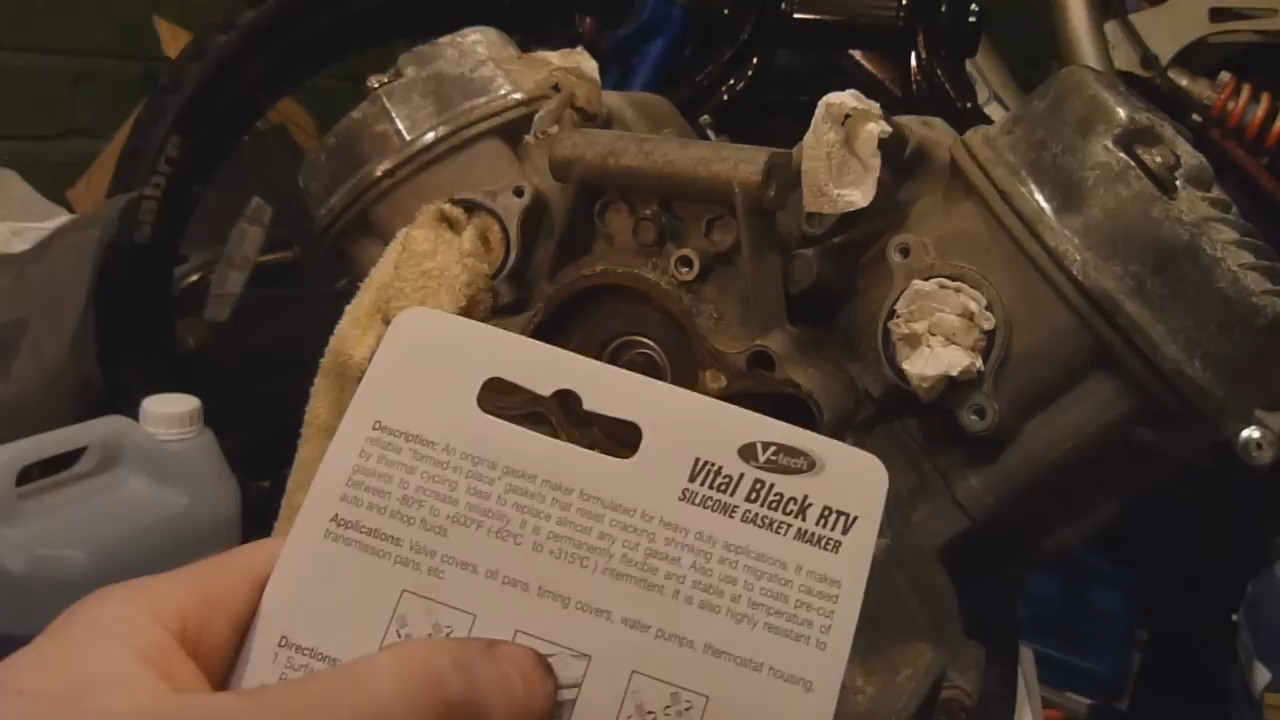 V-tech
Vital Black RTV
SILICONE GASKET MAKER
Description: An original gasket maker formulated for heavy duty applications. It makes
reliable "formed-in-place" gaskets that resist cracking, shrinking and migration caused
by thermal cycling. Ideal to replace almost any cut gasket. Also use to coats pre-cut
gaskets to increase reliability. It is permanently flexible and stable at temperature of
between -80°F to +600°F (-62°C to +315°C ) intermittent. It is also highly resistant to
auto and shop fluids.
Applications: Valve covers, oil pans, timing covers, water pumps, thermostat housing,
transmission pans, etc.
Directions:
1. Surfa